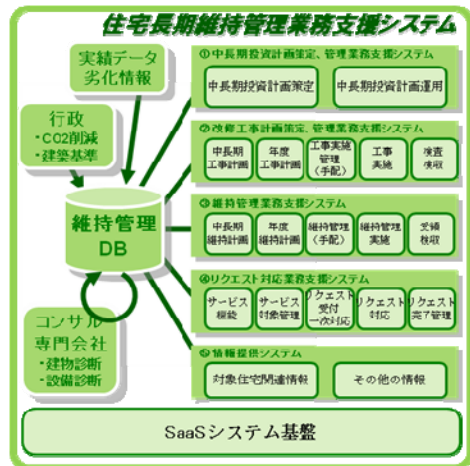 住宅長期維持管理業務支援システム
実績データ
劣化情報
行政
・CO2削減
・建築基準
維持管理
DB
コンサル
専門会社
・建物診断
・設備診断
①中長期投資計画策定、管理業務支援システム
中長期投資計画策定
中長期投資計画運用
②改修工事計画策定、管理業務支援システム
中長期
工事計画
年度
工事計画
工事実施
管理
（手配）
工事
実施
検査
検収
③維持管理業務支援システム
中長期
維持計画
年度
維持計画
維持管理
（手配）
維持管理
実施
受領
検収
④リクエスト対応業務支援システム
サービス
機能
サービス
対象管理
リクエスト
受付
一次対応
リクエスト
対応
リクエスト
完了管理
⑤情報提供システム
対象住宅関連情報
その他の情報
SaaSシステム基盤